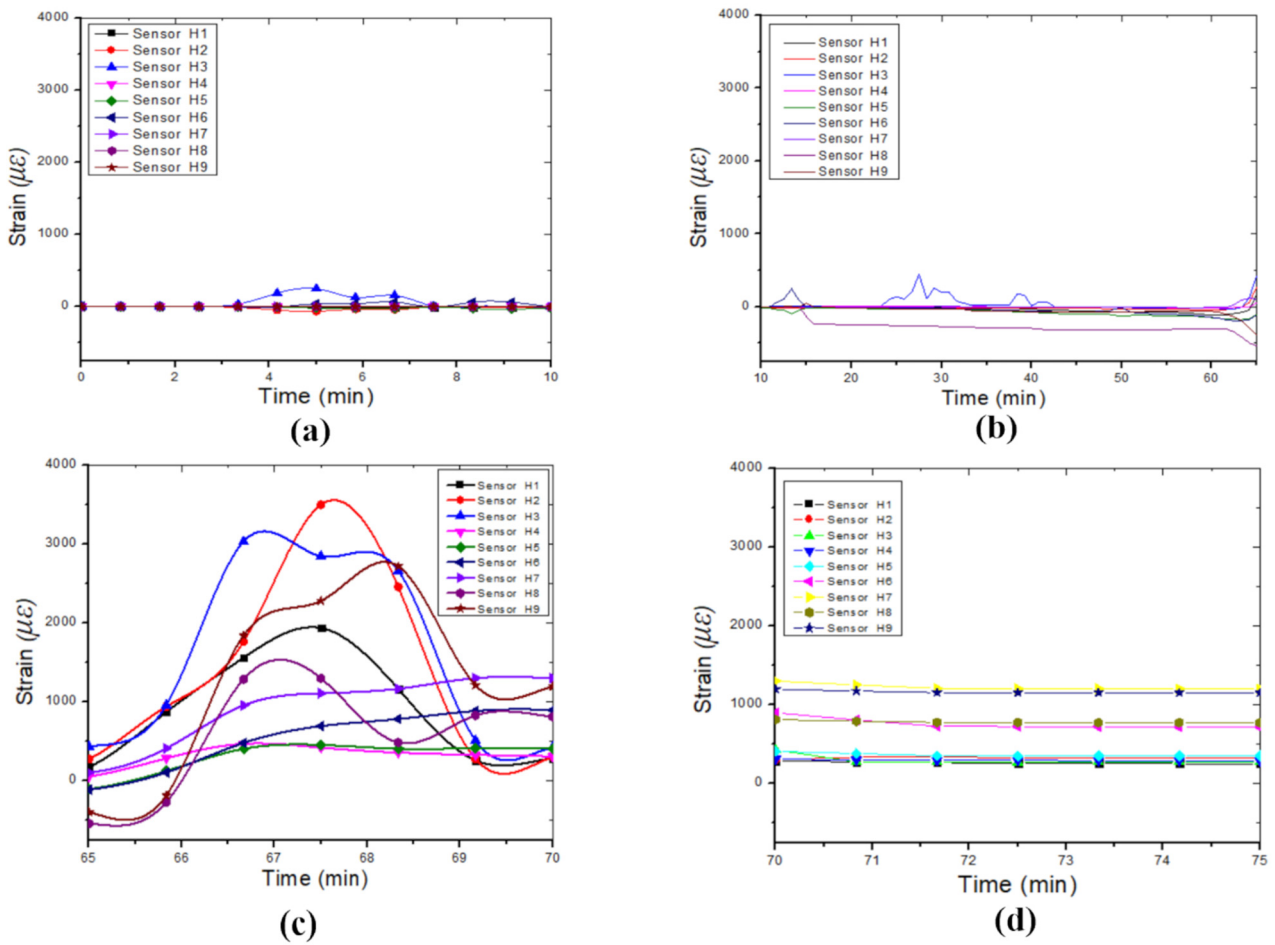 4000
3000
2000
1000
0
Strain (με)
Sensor H1
Sensor H2
Sensor H3
Sensor H4
Sensor H5
Sensor H6
Sensor H7
Sensor H8
Sensor H9
0 2 4 6 8 10
Time (min)
(a)
4000
3000
2000
1000
0
Strain (με)
Sensor H1
Sensor H2
Sensor H3
Sensor H4
Sensor H5
Sensor H6
Sensor H7
Sensor H8
Sensor H9
10 20 30 40 50 60
Time (min)
(b)
4000
3000
2000
1000
0
Strain (με)
Sensor H1
Sensor H2
Sensor H3
Sensor H4
Sensor H5
Sensor H6
Sensor H7
Sensor H8
Sensor H9
65 66 67 68 69 70
Time (min)
(c)
4000
3000
2000
1000
0
Strain (με)
Sensor H1
Sensor H2
Sensor H3
Sensor H4
Sensor H5
Sensor H6
Sensor H7
Sensor H8
Sensor H9
70 71 72 73 74 75
Time (min)
(d)